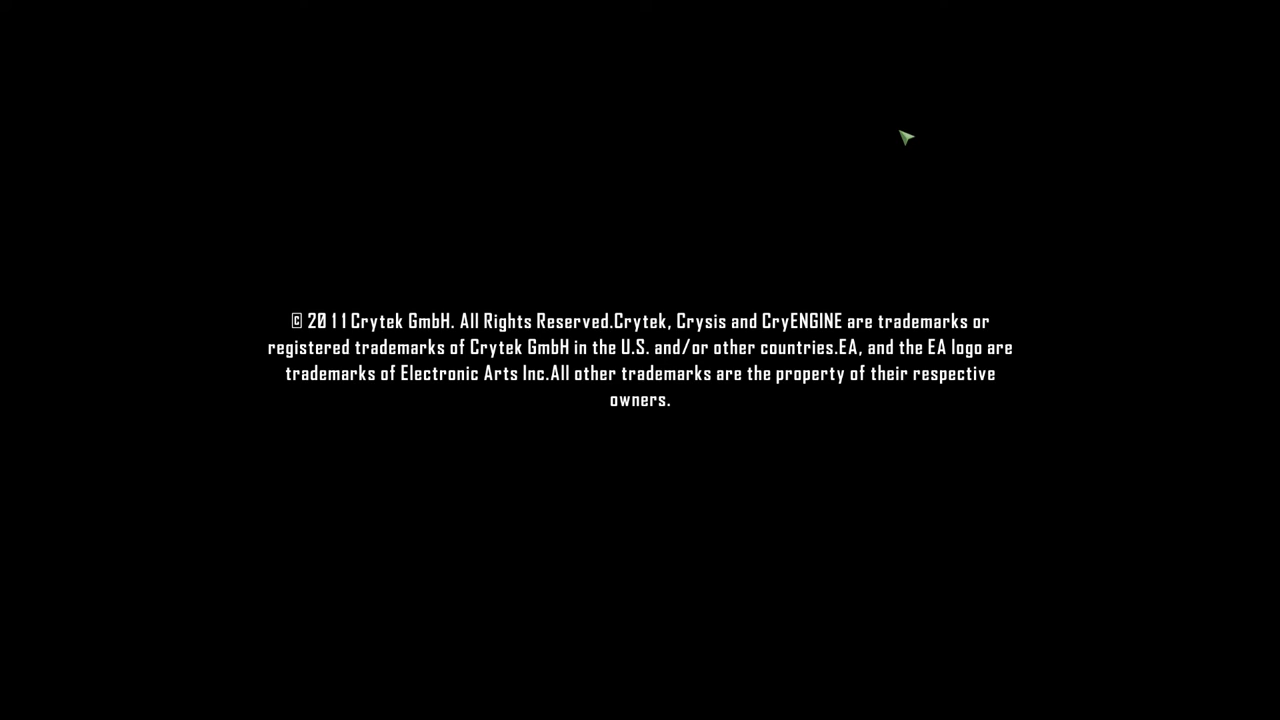 © 2011 Crytek GmbH. All Rights Reserved.Crytek, Crysis and CryENGINE are trademarks or
registered trademarks of Crytek GmbH in the U.S. and/or other countries.EA, and the EA logo are
trademarks of Electronic Arts Inc.All other trademarks are the property of their respective
owners.